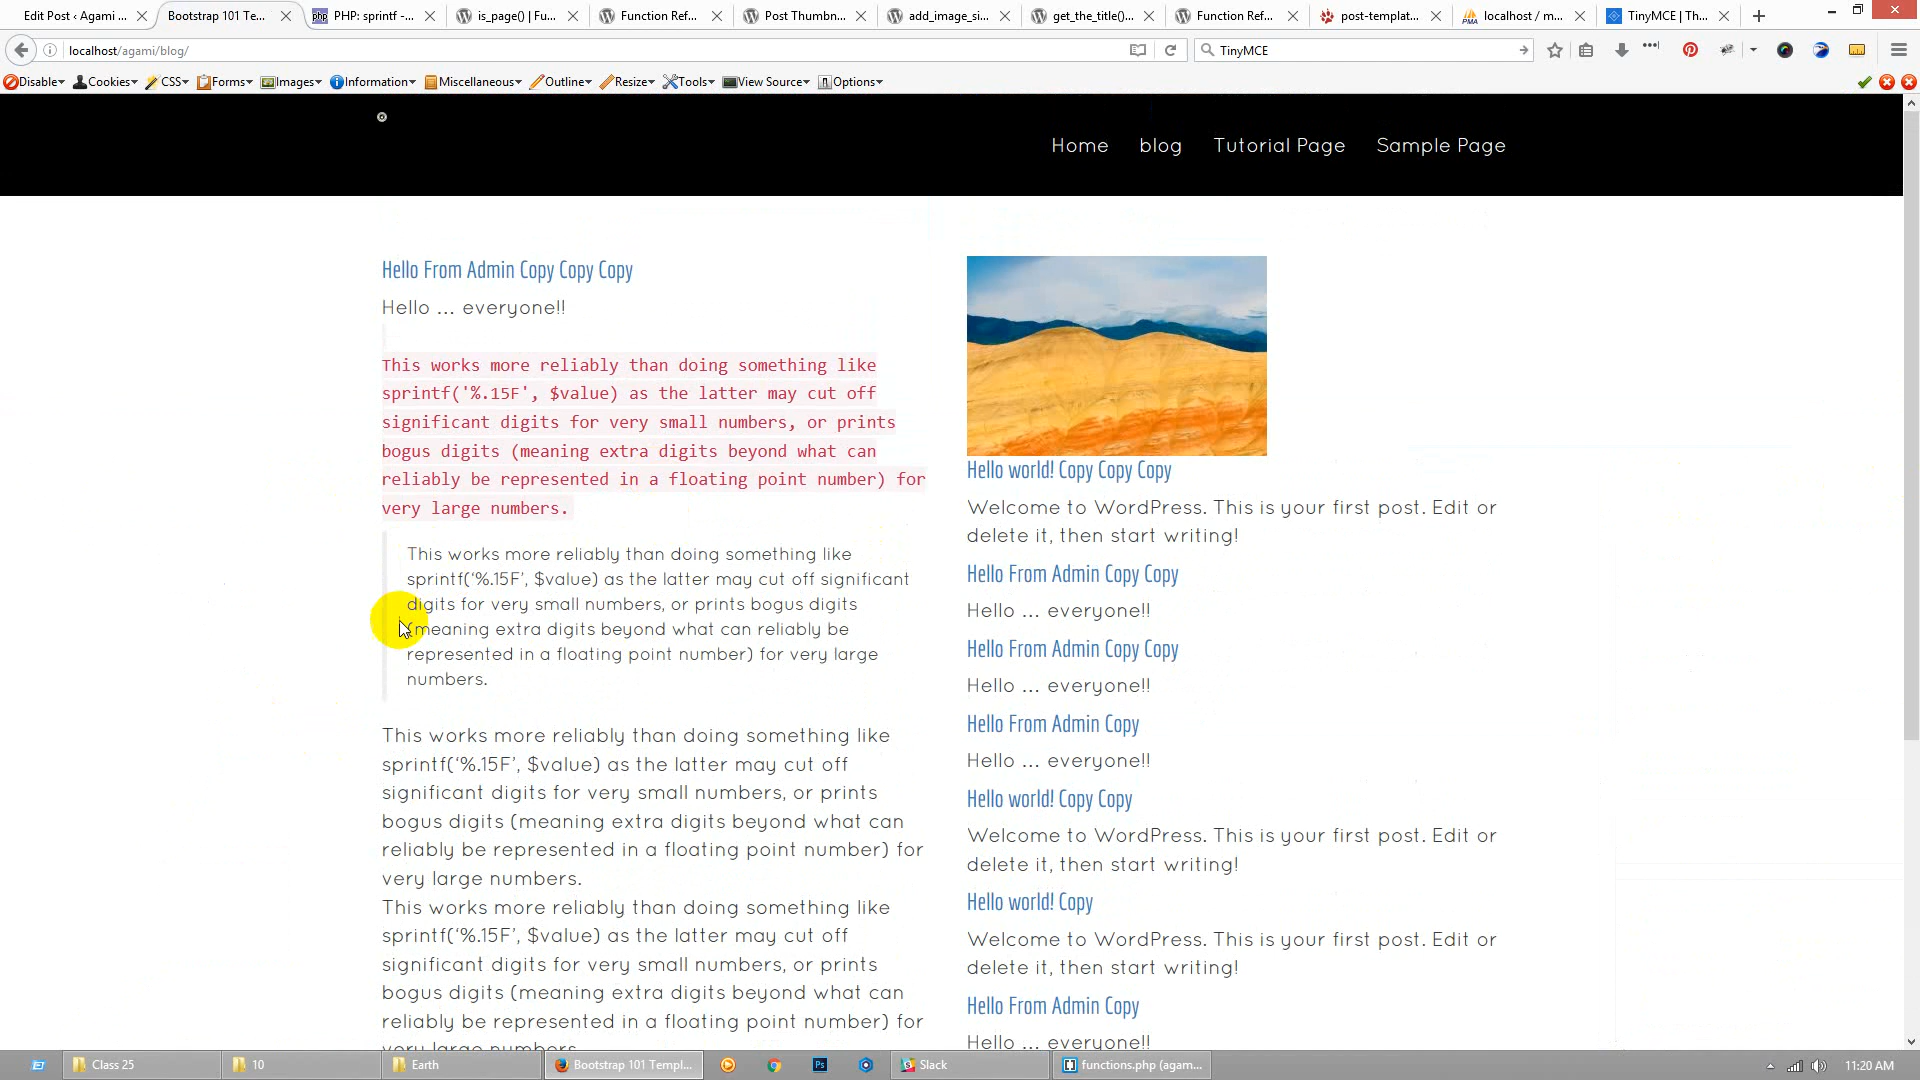 Edit Post ‹ Agami ...
Bootstrap 101 Te...
php PHP: sprintf -...
is_page() | Fu...
Function Ref...
Post Thumbn...
add_image_si...
get_the_title()...
Function Ref...
post-templat...
PMA localhost / m...
TinyMCE | Th...
localhost/agami/blog/
TinyMCE
Disable
Cookies
CSS
Forms
Images
Information
Miscellaneous
Outline
Resize
Tools
View Source
Options
Home
blog
Tutorial Page
Sample Page
Hello From Admin Copy Copy Copy
Hello … everyone!!
This works more reliably than doing something like
sprintf('%.15F', $value) as the latter may cut off
significant digits for very small numbers, or prints
bogus digits (meaning extra digits beyond what can
reliably be represented in a floating point number) for
very large numbers.
This works more reliably than doing something like
sprintf(‘%.15F’, $value) as the latter may cut off significant
digits for very small numbers, or prints bogus digits
(meaning extra digits beyond what can reliably be
represented in a floating point number) for very large
numbers.
This works more reliably than doing something like
sprintf(‘%.15F’, $value) as the latter may cut off
significant digits for very small numbers, or prints
bogus digits (meaning extra digits beyond what can
reliably be represented in a floating point number) for
very large numbers.
This works more reliably than doing something like
sprintf(‘%.15F’, $value) as the latter may cut off
significant digits for very small numbers, or prints
bogus digits (meaning extra digits beyond what can
reliably be represented in a floating point number) for
very large numbers.
Hello world! Copy Copy Copy
Welcome to WordPress. This is your first post. Edit or
delete it, then start writing!
Hello From Admin Copy Copy
Hello … everyone!!
Hello From Admin Copy Copy
Hello … everyone!!
Hello From Admin Copy
Hello … everyone!!
Hello world! Copy Copy
Welcome to WordPress. This is your first post. Edit or
delete it, then start writing!
Hello world! Copy
Welcome to WordPress. This is your first post. Edit or
delete it, then start writing!
Hello From Admin Copy
Hello … everyone!!
Class 25
10
Earth
Bootstrap 101 Templ...
Ps
Slack
functions.php (agam...
11:20 AM